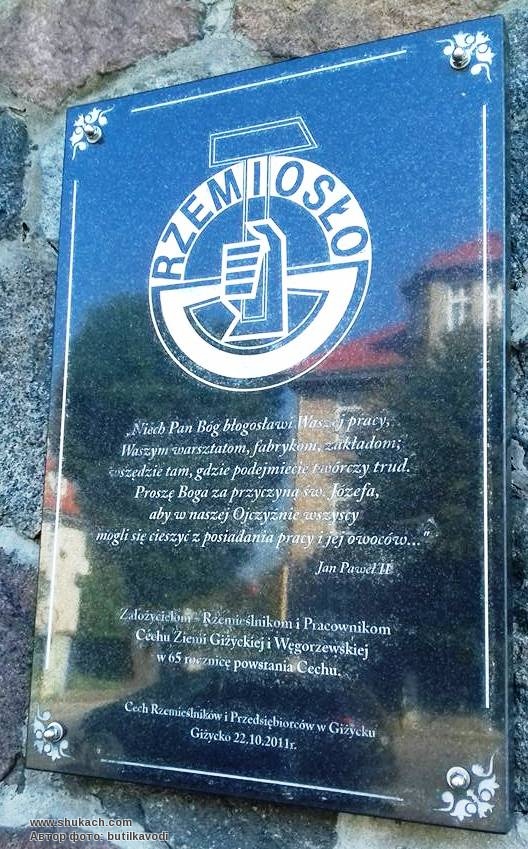 RZEMIOSŁO
„Niech Pan Bóg błogosławi Waszej pracy,
Waszym warsztatom, fabrykom, zakładom;
wszędzie tam, gdzie podejmiecie twórczy trud.
Proszę Boga za przyczyną św. Józefa,
aby w naszej Ojczyźnie wszyscy
mogli się cieszyć z posiadania pracy i jej owoców..."
Jan Paweł II
Założycielom - Rzemieślnikom i Pracownikom
Cechu Ziemi Giżyckiej i Węgorzewskiej
w 65 rocznicę powstania Cechu.
Cech Rzemieślników i Przedsiębiorców w Giżycku
Giżycko 22.10.2011r.
www.shukach.com
Автор фото: butilkavodi